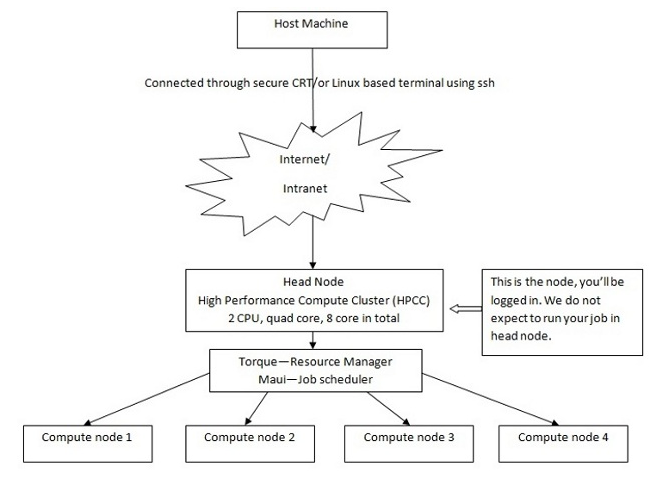 Host Machine
Connected through secure CRT/or Linux based terminal using ssh
Internet/
Intranet
Head Node
High Performance Compute Cluster (HPCC)
2 CPU, quad core, 8 core in total
This is the node, you'll be
logged in. We do not
expect to run your job in
head node.
Torque—Resource Manager
Maui—Job scheduler
Compute node 1
Compute node 2
Compute node 3
Compute node 4